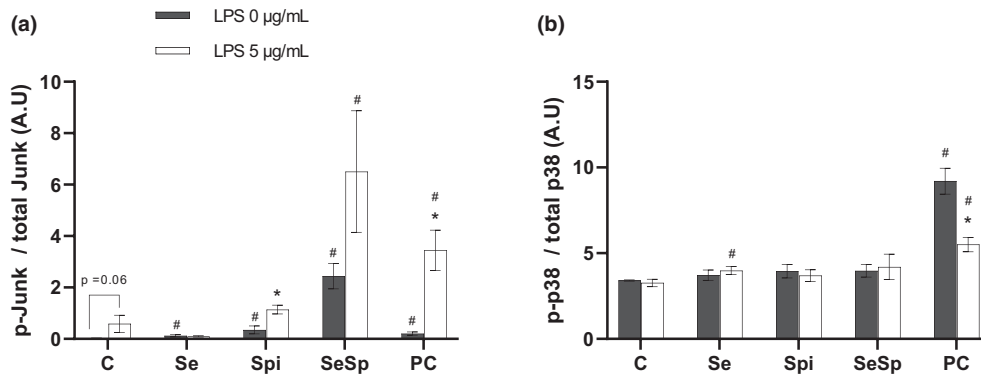 (a)
LPS 0 µg/mL
LPS 5 µg/mL
p-Junk / total Junk (A.U)
10
8
6
4
2
0
p =0.06
#
#
*
#
#
#
#
*
C Se Spi SeSp PC
(b)
p-p38 / total p38 (A.U)
15
10
5
0
#
#
#
*
C Se Spi SeSp PC